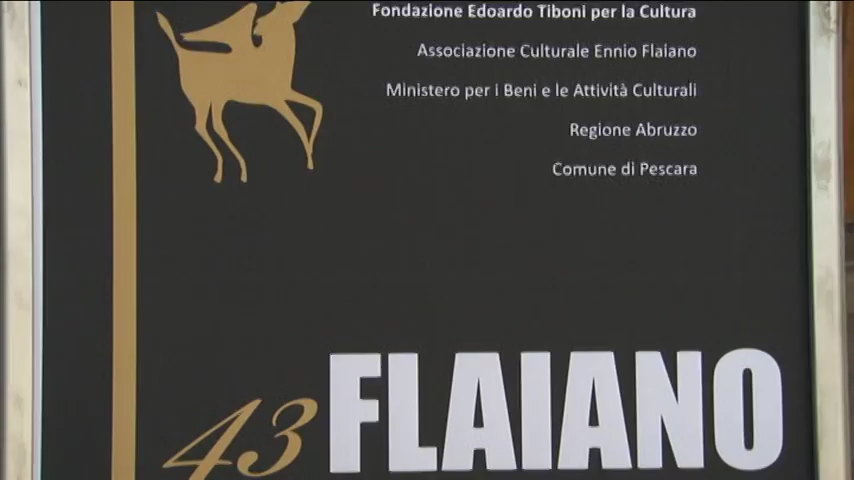 Fondazione Edoardo Tiboni per la Cultura
Associazione Culturale Ennio Flaiano
Ministero per i Beni e le Attività Culturali
Regione Abruzzo
Comune di Pescara
43 FLAIANO